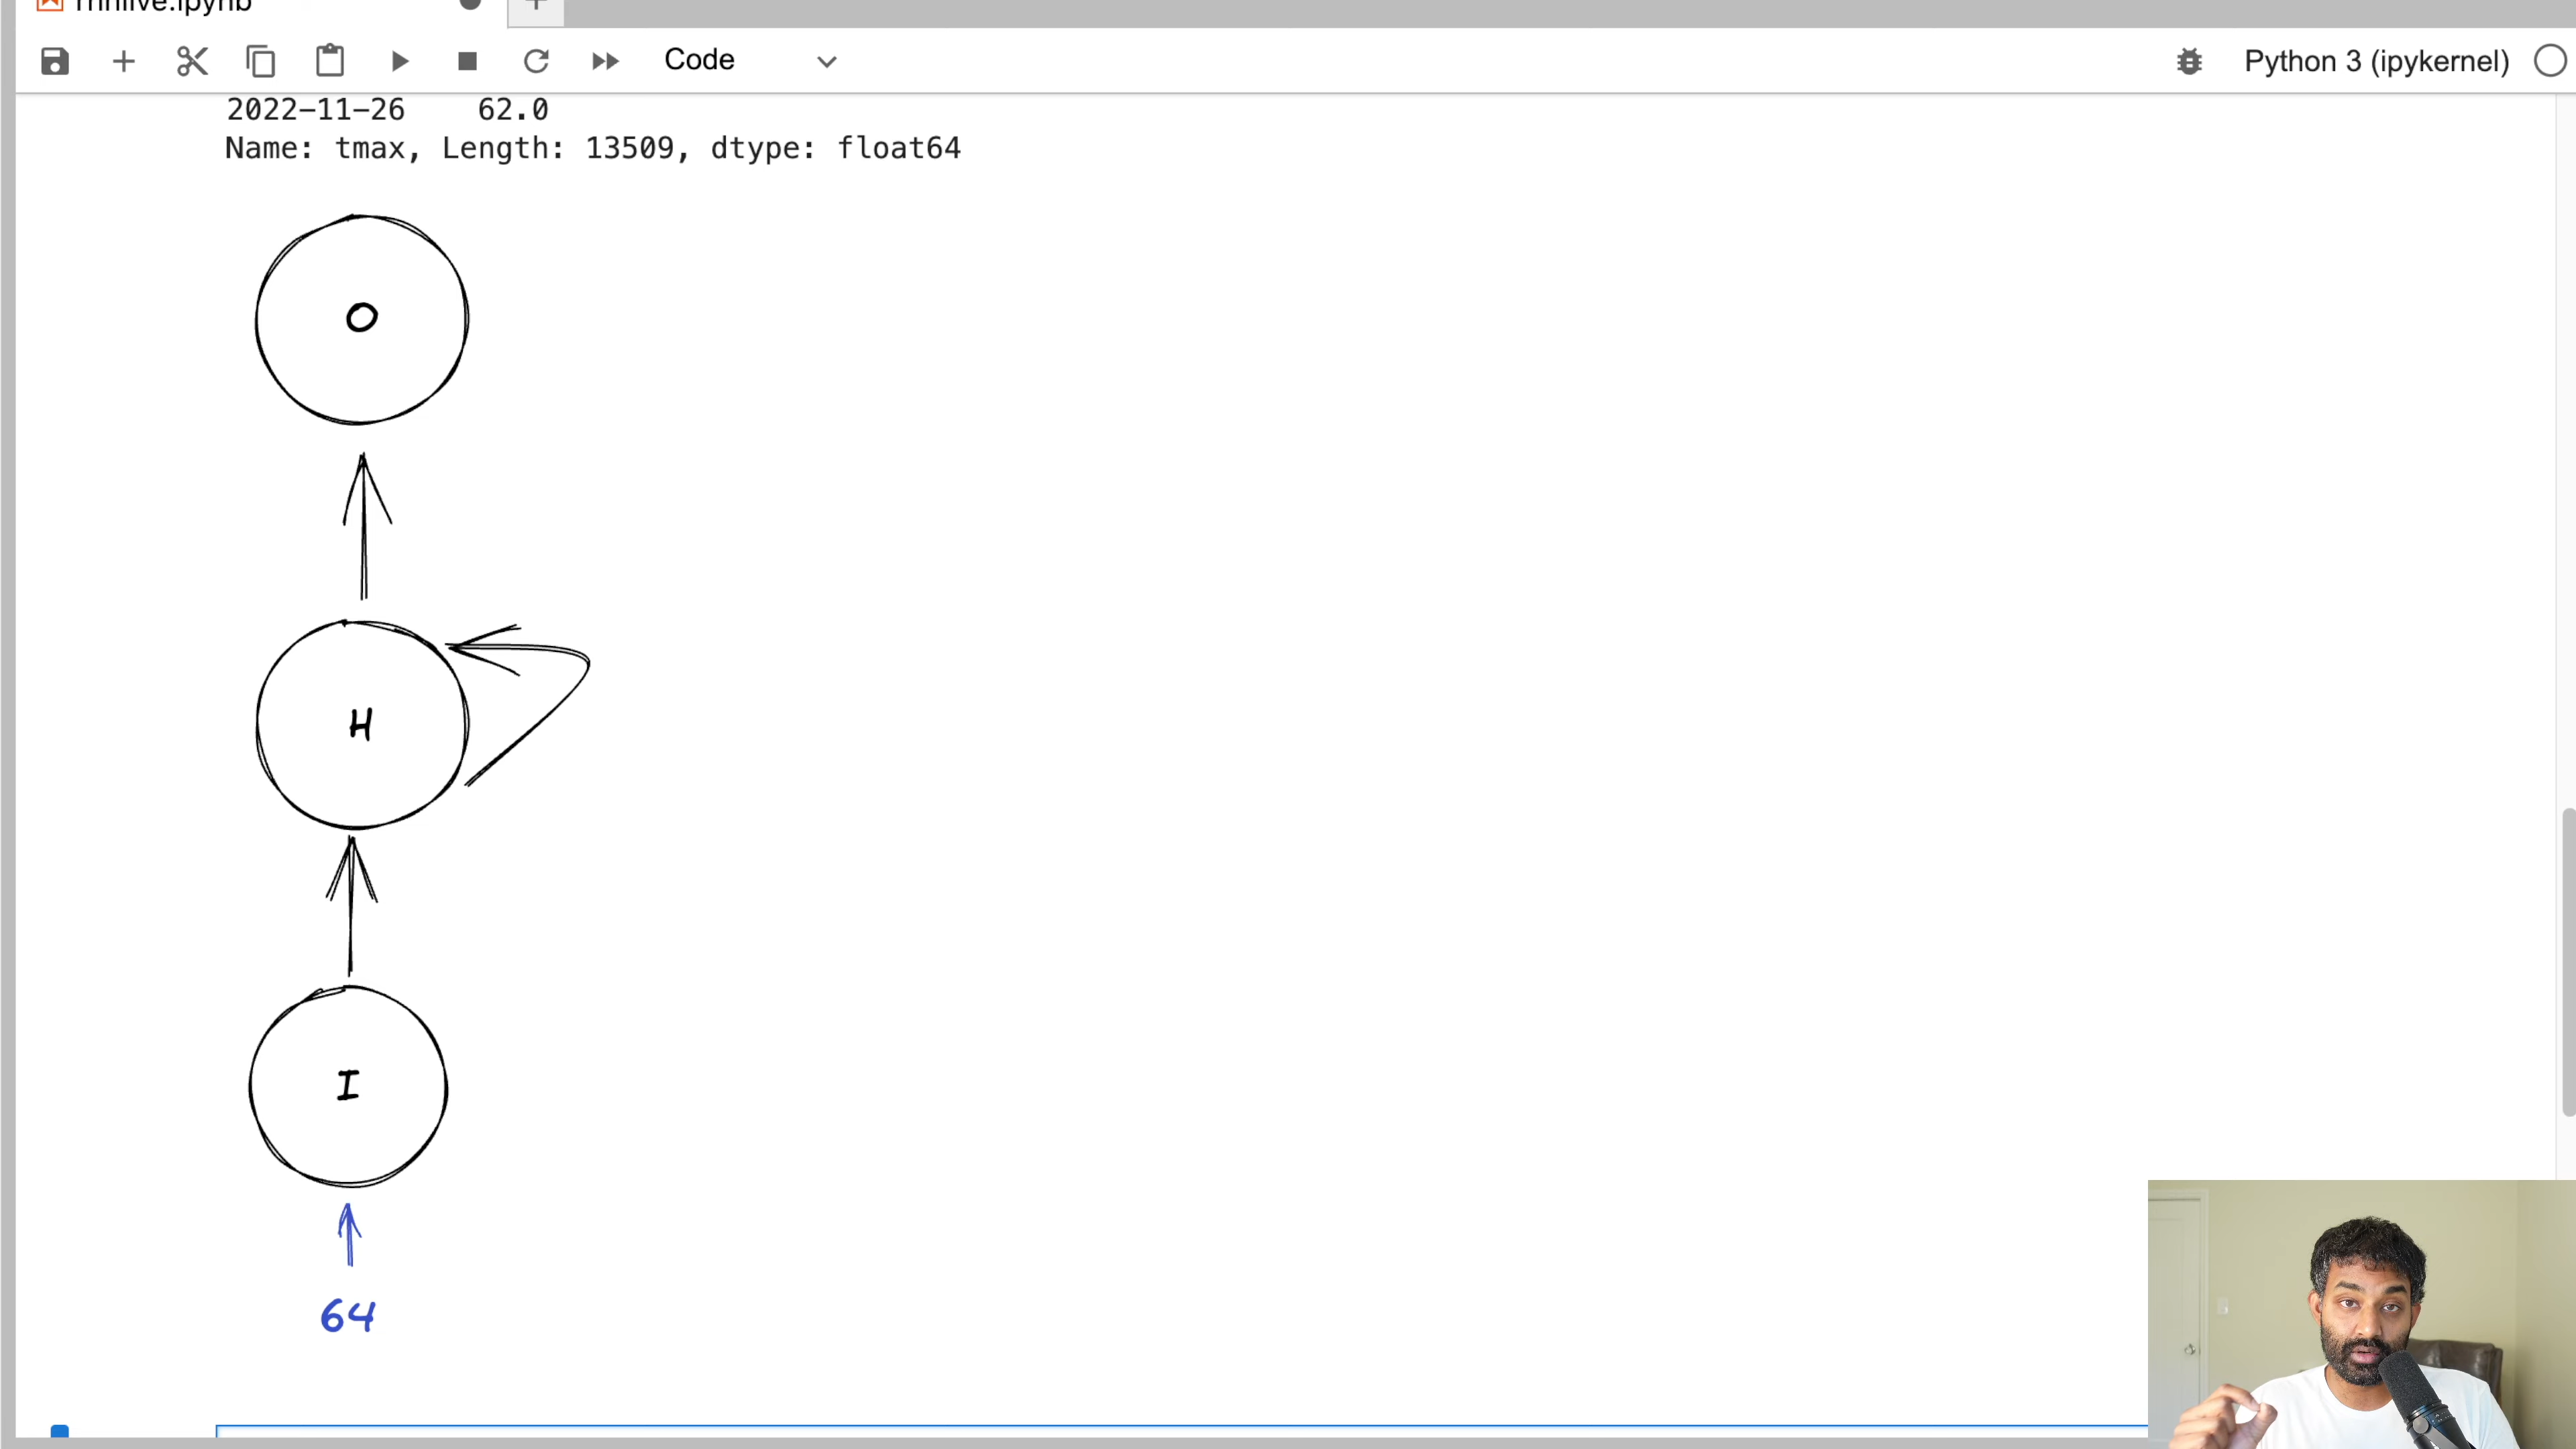 rnnlive.ipynb
Code
Python 3 (ipykernel)
2022-11-26    62.0
Name: tmax, Length: 13509, dtype: float64
O
H
I
64